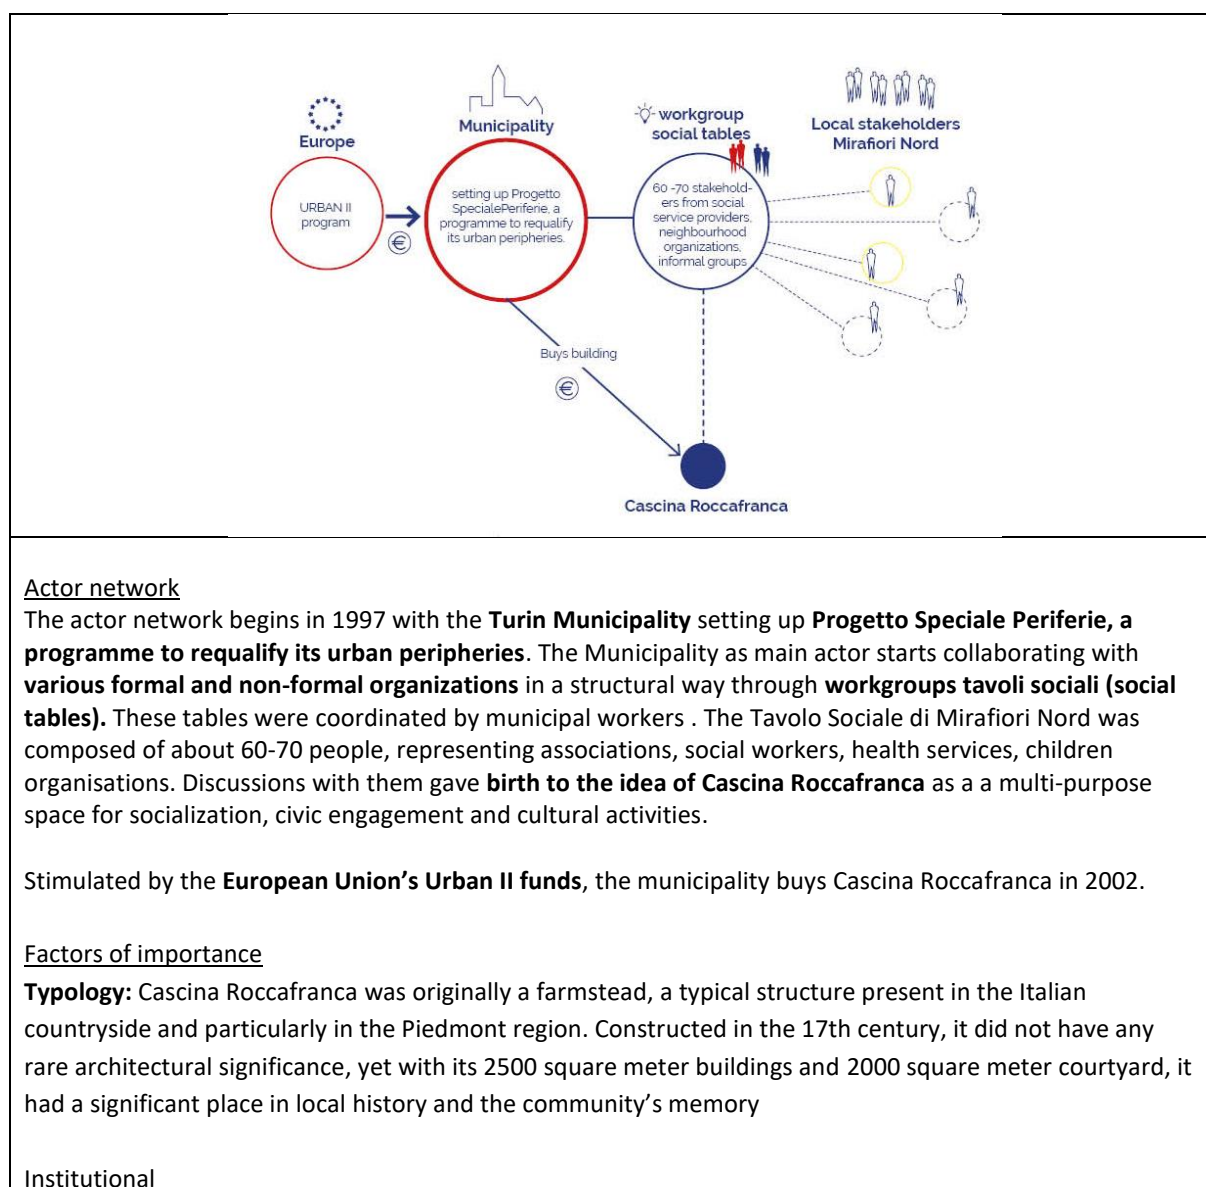 Europe
URBAN II
program
€
Municipality
setting up Progetto
SpecialePeriferie, a
programme to requalify
its urban peripheries.
workgroup
social tables
60 -70 stakehold-
ers from social
service providers,
neighbourhood
organizations,
informal groups
Local stakeholders
Mirafiori Nord
Buys building
€
Cascina Roccafranca
Actor network
The actor network begins in 1997 with the Turin Municipality setting up Progetto Speciale Periferie, a
programme to requalify its urban peripheries. The Municipality as main actor starts collaborating with
various formal and non-formal organizations in a structural way through workgroups tavoli sociali (social
tables). These tables were coordinated by municipal workers . The Tavolo Sociale di Mirafiori Nord was
composed of about 60-70 people, representing associations, social workers, health services, children
organisations. Discussions with them gave birth to the idea of Cascina Roccafranca as a a multi-purpose
space for socialization, civic engagement and cultural activities.
Stimulated by the European Union’s Urban II funds, the municipality buys Cascina Roccafranca in 2002.
Factors of importance
Typology: Cascina Roccafranca was originally a farmstead, a typical structure present in the Italian
countryside and particularly in the Piedmont region. Constructed in the 17th century, it did not have any
rare architectural significance, yet with its 2500 square meter buildings and 2000 square meter courtyard, it
had a significant place in local history and the community’s memory
Institutional